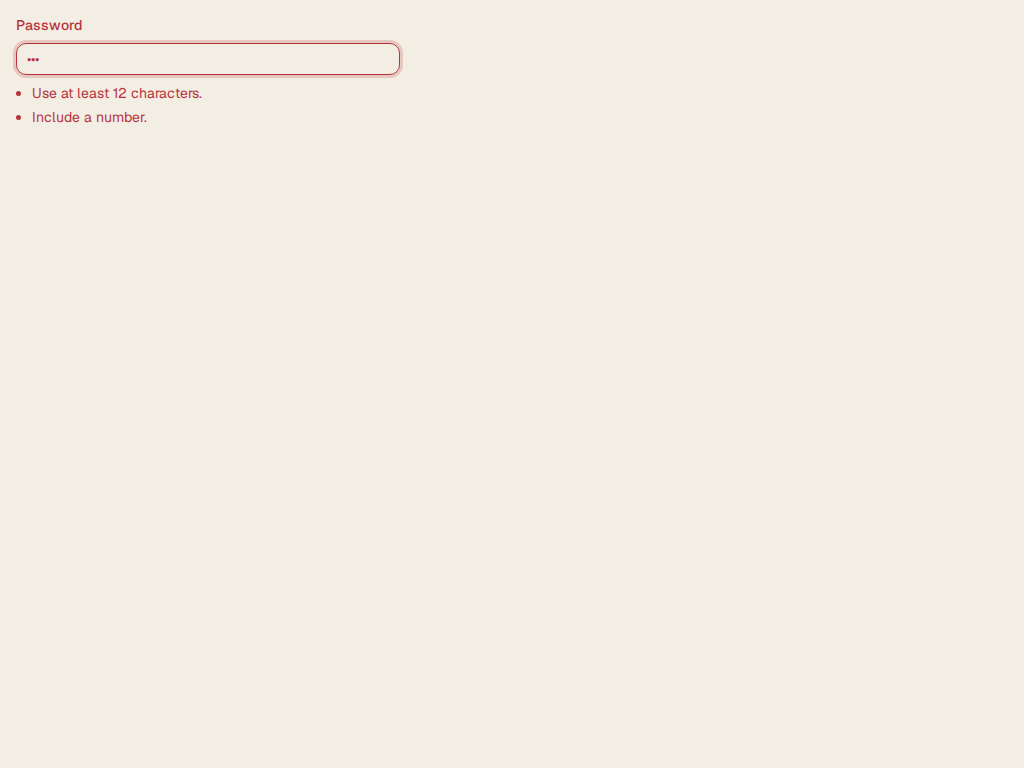 Password
•••
Use at least 12 characters.
Include a number.